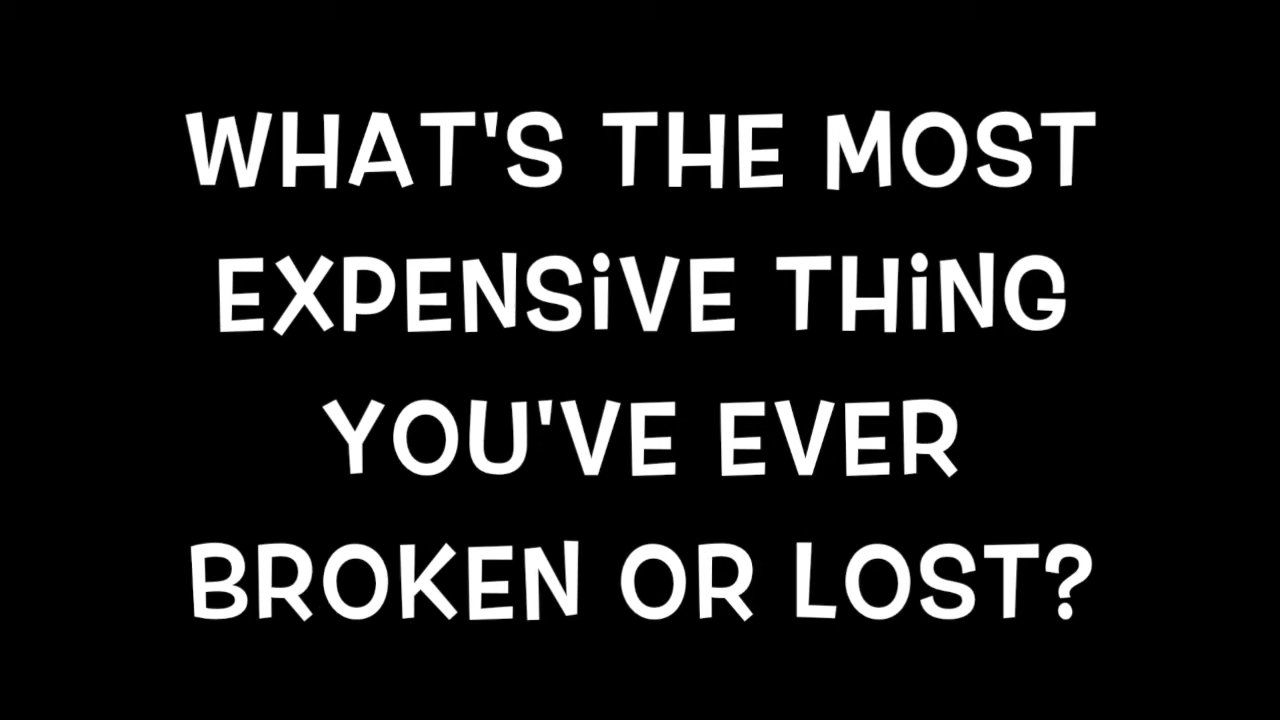 WHAT'S THE MOST
EXPENSiVE THiNG
YOU'VE EVER
BROKEN OR LOST?